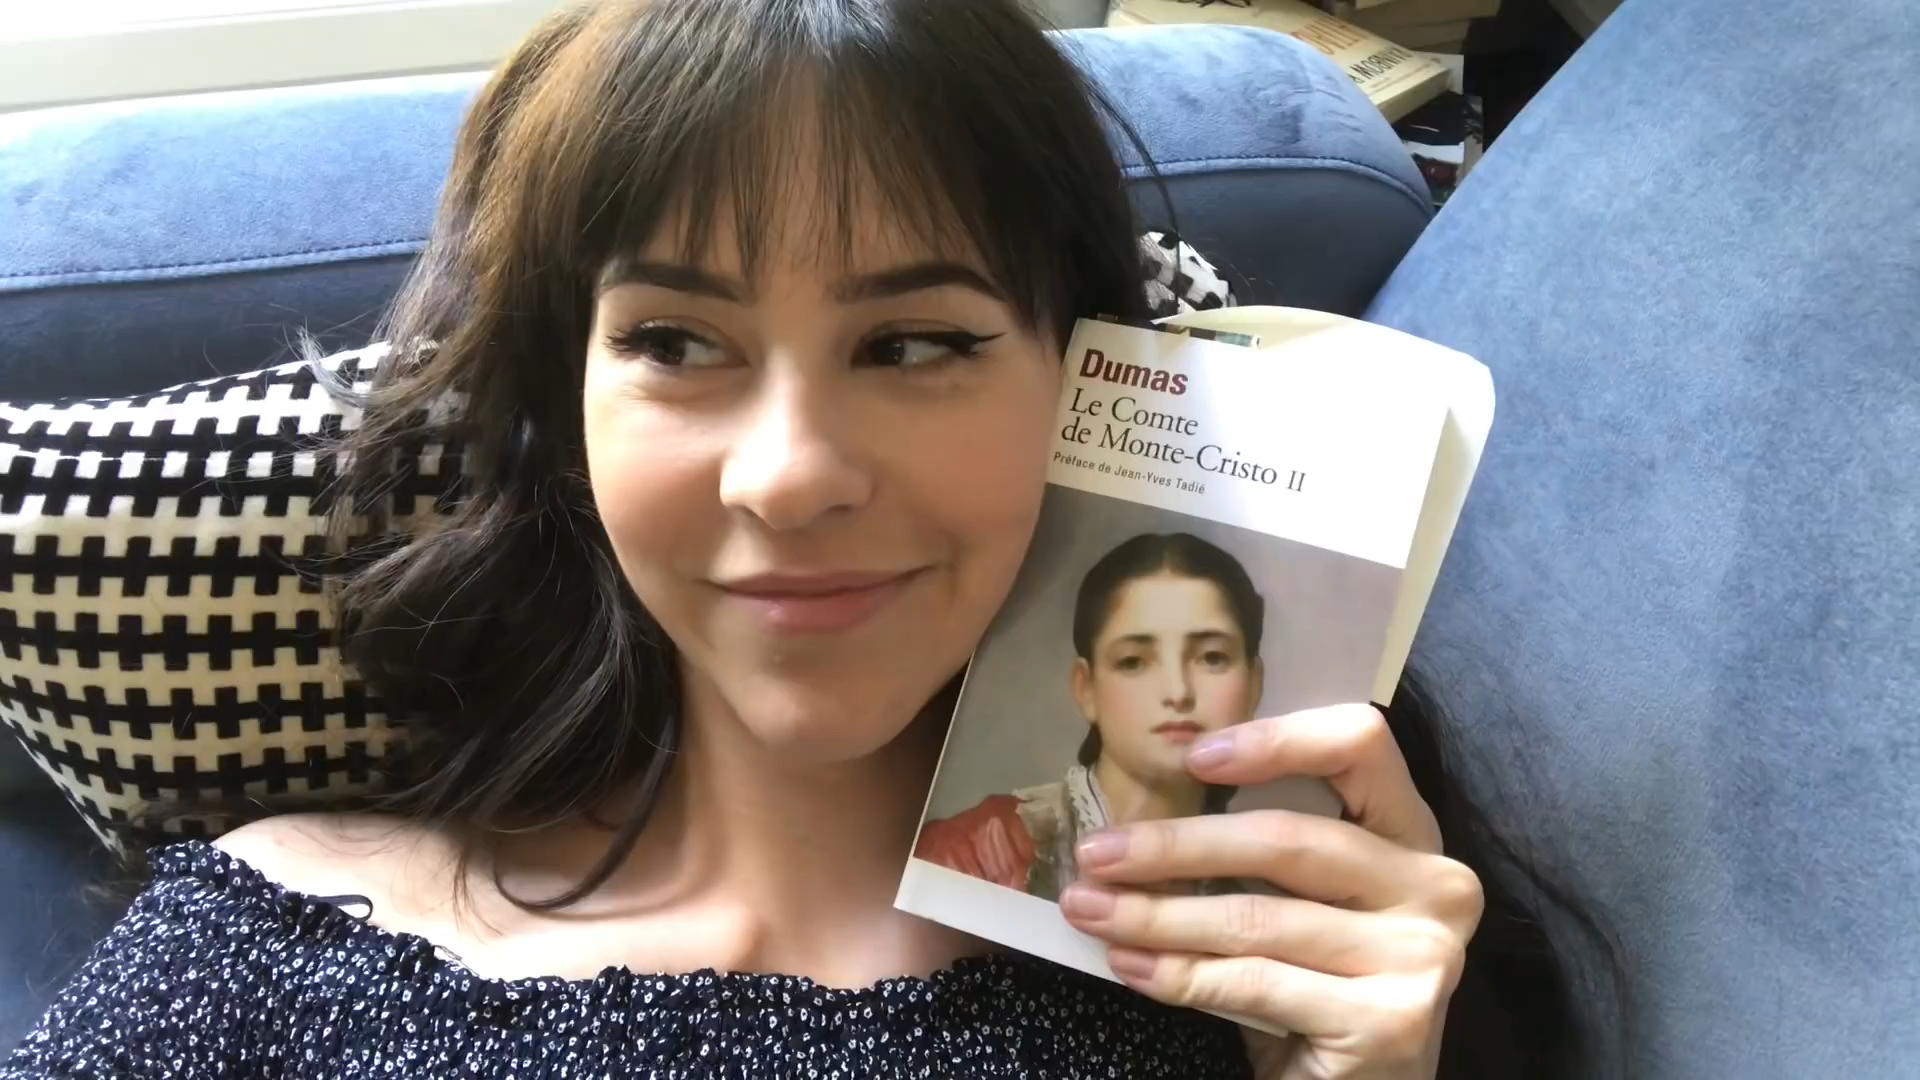 Dumas
Le Comte
de Monte-Cristo II
Préface de Jean-Yves Tadié